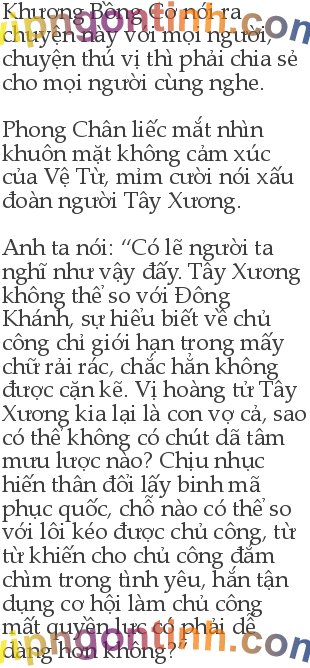 Khương Bồng Cơ nói ra
chuyện này với mọi người,
chuyện thú vị thì phải chia sẻ
cho mọi người cùng nghe.
Phong Chân liếc mắt nhìn
khuôn mặt không cảm xúc
của Vệ Từ, mỉm cười nói xấu
đoàn người Tây Xương.
Anh ta nói: “Có lẽ người ta
nghĩ như vậy đấy. Tây Xương
không thể so với Đông
Khánh, sự hiểu biết về chủ
công chỉ giới hạn trong mấy
chữ rải rác, chắc hẳn không
được cặn kẽ. Vị hoàng tử Tây
Xương kia lại là con vợ cả, sao
có thể không có chút dã tâm
mưu lược nào? Chịu nhục
hiến thân đổi lấy binh mã
phục quốc, chỗ nào có thể so
với lôi kéo được chủ công, từ
từ khiến cho chủ công đắm
chìm trong tình yêu, hắn tận
dụng cơ hội làm chủ công
mất quyền lực có phải dễ
dàng hơn không?”
vipngontinh.com
vipngontinh.com